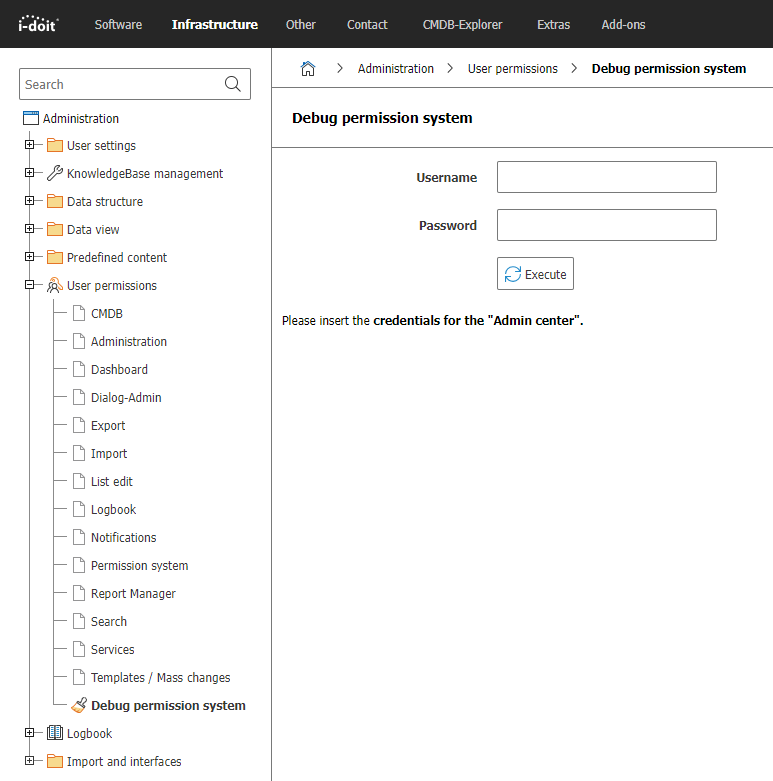 i-doit Software Infrastructure Other Contact CMDB-Explorer Extras Add-ons
Search
Administration
User settings
KnowledgeBase management
Data structure
Data view
Predefined content
User permissions
CMDB
Administration
Dashboard
Dialog-Admin
Export
Import
List edit
Logbook
Notifications
Permission system
Report Manager
Search
Services
Templates / Mass changes
Debug permission system
Logbook
Import and interfaces
Administration User permissions Debug permission system
Debug permission system
Username
Password
Execute
Please insert the credentials for the "Admin center".